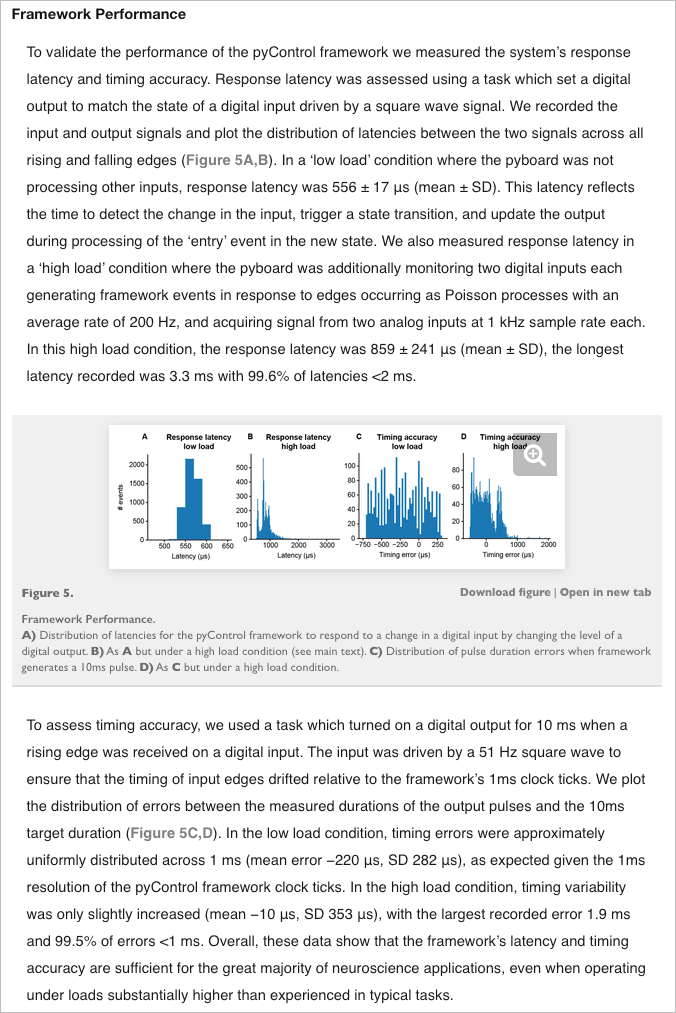 Framework Performance
To validate the performance of the pyControl framework we measured the system's response
latency and timing accuracy. Response latency was assessed using a task which set a digital
output to match the state of a digital input driven by a square wave signal. We recorded the
input and output signals and plot the distribution of latencies between the two signals across all
rising and falling edges (Figure 5A,B). In a 'low load' condition where the pyboard was not
processing other inputs, response latency was 556 ± 17 μs (mean ± SD). This latency reflects
the time to detect the change in the input, trigger a state transition, and update the output
during processing of the 'entry' event in the new state. We also measured response latency in
a 'high load' condition where the pyboard was additionally monitoring two digital inputs each
generating framework events in response to edges occurring as Poisson processes with an
average rate of 200 Hz, and acquiring signal from two analog inputs at 1 kHz sample rate each.
In this high load condition, the response latency was 859 ± 241 μs (mean ± SD), the longest
latency recorded was 3.3 ms with 99.6% of latencies <2 ms.
A Response latency B Response latency C Timing accuracy D Timing accuracy
low load high load low load high load
2000
1500
1000
500
0
# events
500 550 600 650
Latency (μs)
500
400
300
200
100
0
1000 2000 3000
Latency (μs)
100
80
60
40
20
0
−750 −500 −250 0 250
Timing error (μs)
80
60
40
20
0
0 1000 2000
Timing error (μs)
Figure 5. Download figure | Open in new tab
Framework Performance.
A) Distribution of latencies for the pyControl framework to respond to a change in a digital input by changing the level of a
digital output. B) As A but under a high load condition (see main text). C) Distribution of pulse duration errors when framework
generates a 10ms pulse. D) As C but under a high load condition.
To assess timing accuracy, we used a task which turned on a digital output for 10 ms when a
rising edge was received on a digital input. The input was driven by a 51 Hz square wave to
ensure that the timing of input edges drifted relative to the framework's 1ms clock ticks. We plot
the distribution of errors between the measured durations of the output pulses and the 10ms
target duration (Figure 5C,D). In the low load condition, timing errors were approximately
uniformly distributed across 1 ms (mean error −220 μs, SD 282 μs), as expected given the 1ms
resolution of the pyControl framework clock ticks. In the high load condition, timing variability
was only slightly increased (mean −10 μs, SD 353 μs), with the largest recorded error 1.9 ms
and 99.5% of errors <1 ms. Overall, these data show that the framework's latency and timing
accuracy are sufficient for the great majority of neuroscience applications, even when operating
under loads substantially higher than experienced in typical tasks.